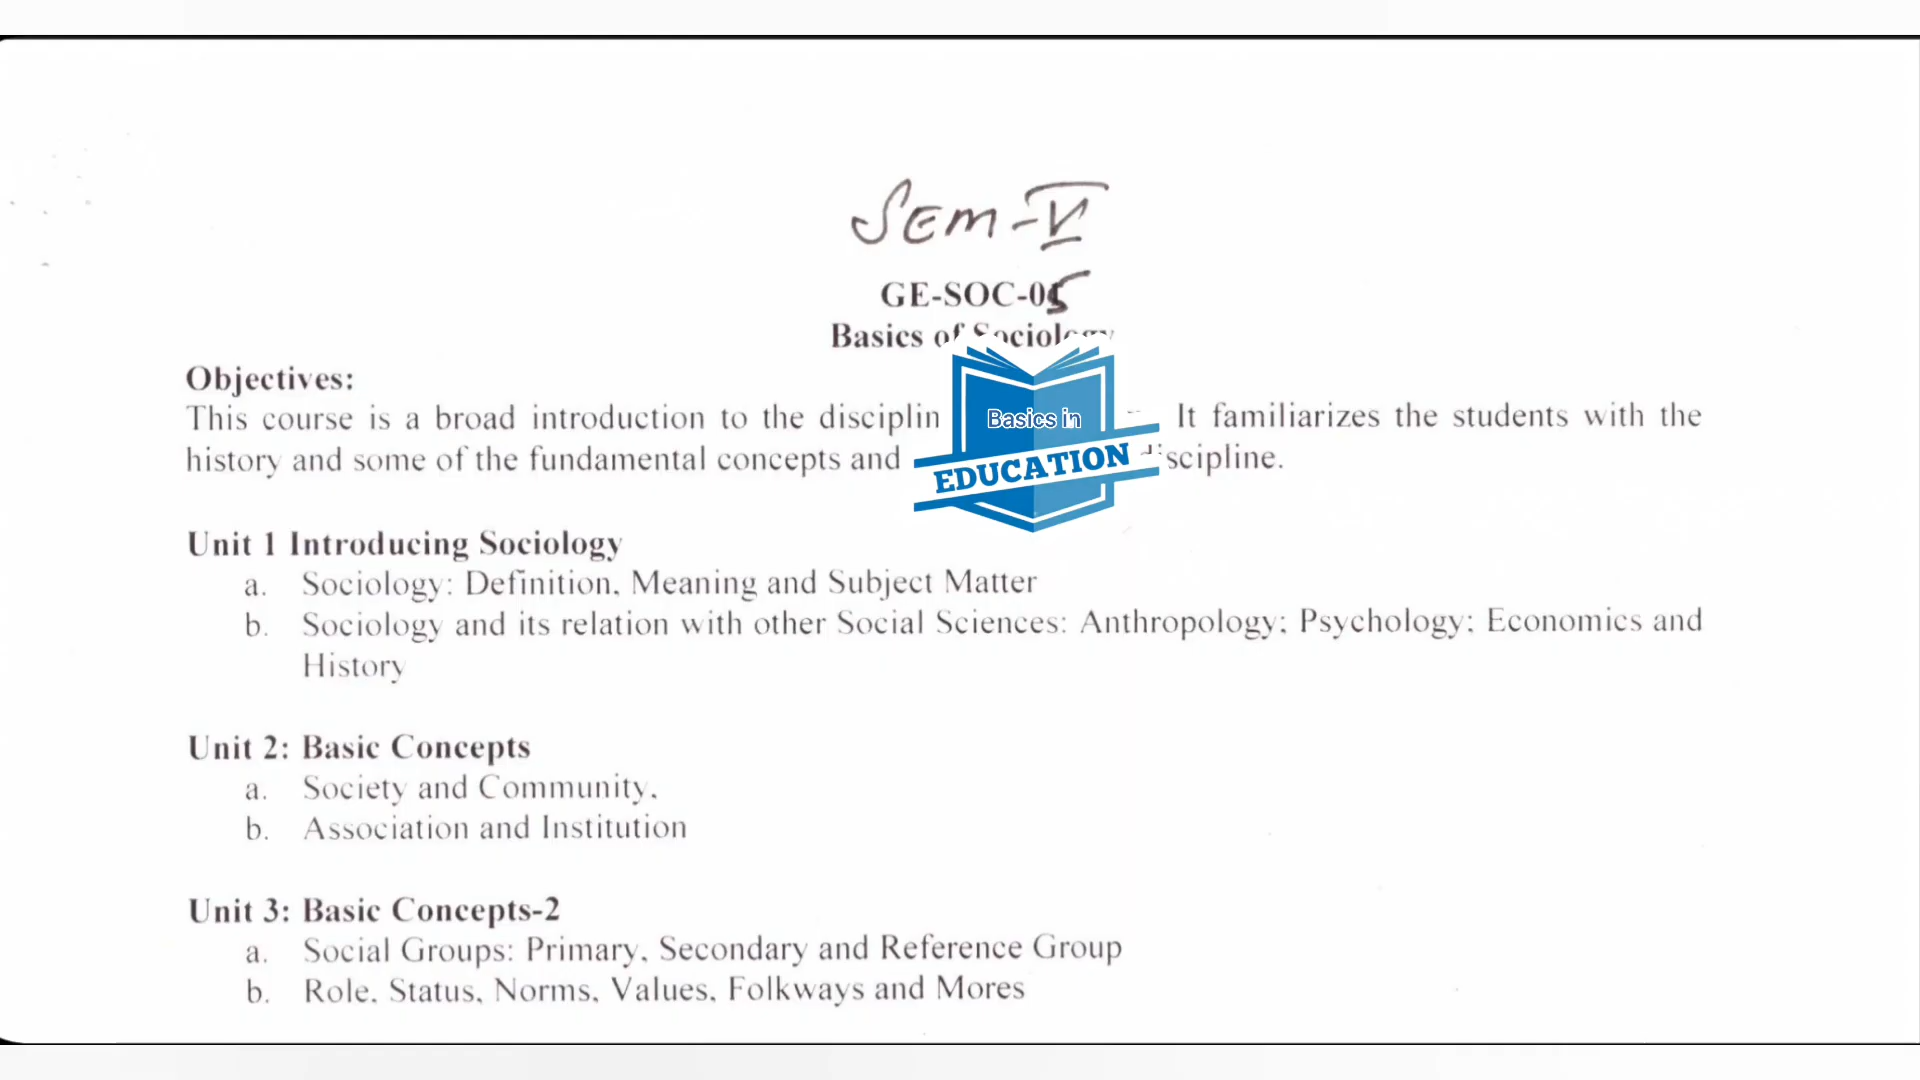 SEM-V
GE-SOC-05
Basics of Sociology
Objectives:
This course is a broad introduction to the disciplin It familiarizes the students with the
history and some of the fundamental concepts and discipline.
Basics in
EDUCATION
Unit 1 Introducing Sociology
a. Sociology: Definition, Meaning and Subject Matter
b. Sociology and its relation with other Social Sciences: Anthropology; Psychology; Economics and
History
Unit 2: Basic Concepts
a. Society and Community.
b. Association and Institution
Unit 3: Basic Concepts-2
a. Social Groups: Primary, Secondary and Reference Group
b. Role, Status, Norms, Values, Folkways and Mores